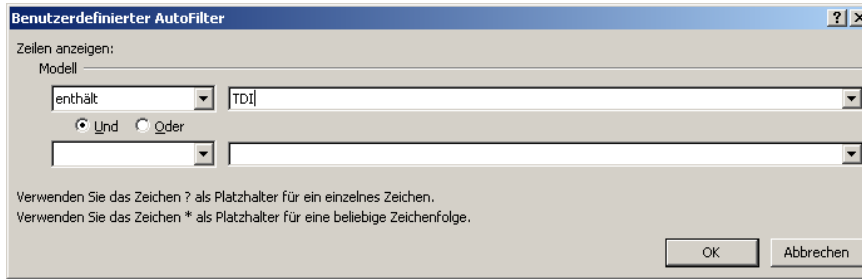 Benutzerdefinierter AutoFilter
Zeilen anzeigen:
Modell
enthält TDI
Und Oder
Verwenden Sie das Zeichen ? als Platzhalter für ein einzelnes Zeichen.
Verwenden Sie das Zeichen * als Platzhalter für eine beliebige Zeichenfolge.
OK Abbrechen